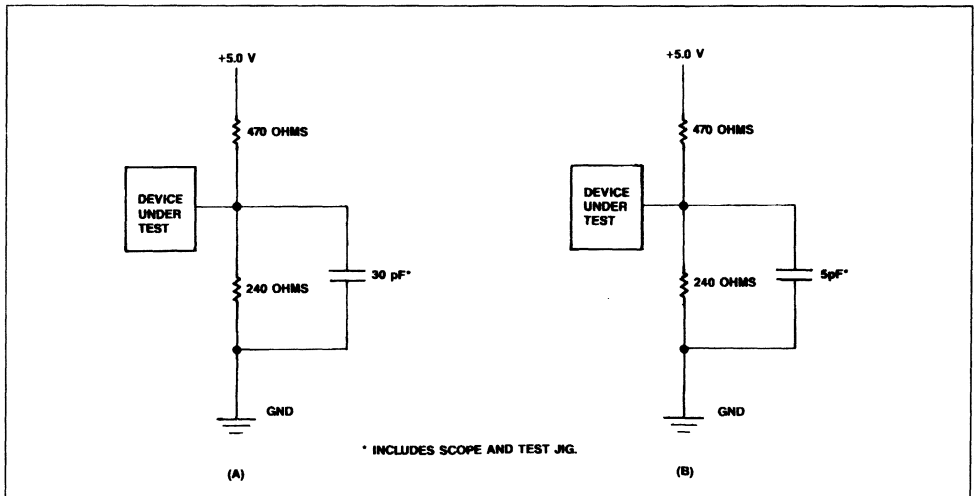 +5.0 V
470 OHMS
DEVICE
UNDER
TEST
30 pF*
240 OHMS
GND
(A)
+5.0 V
470 OHMS
DEVICE
UNDER
TEST
5pF*
240 OHMS
GND
(B)
* INCLUDES SCOPE AND TEST JIG.